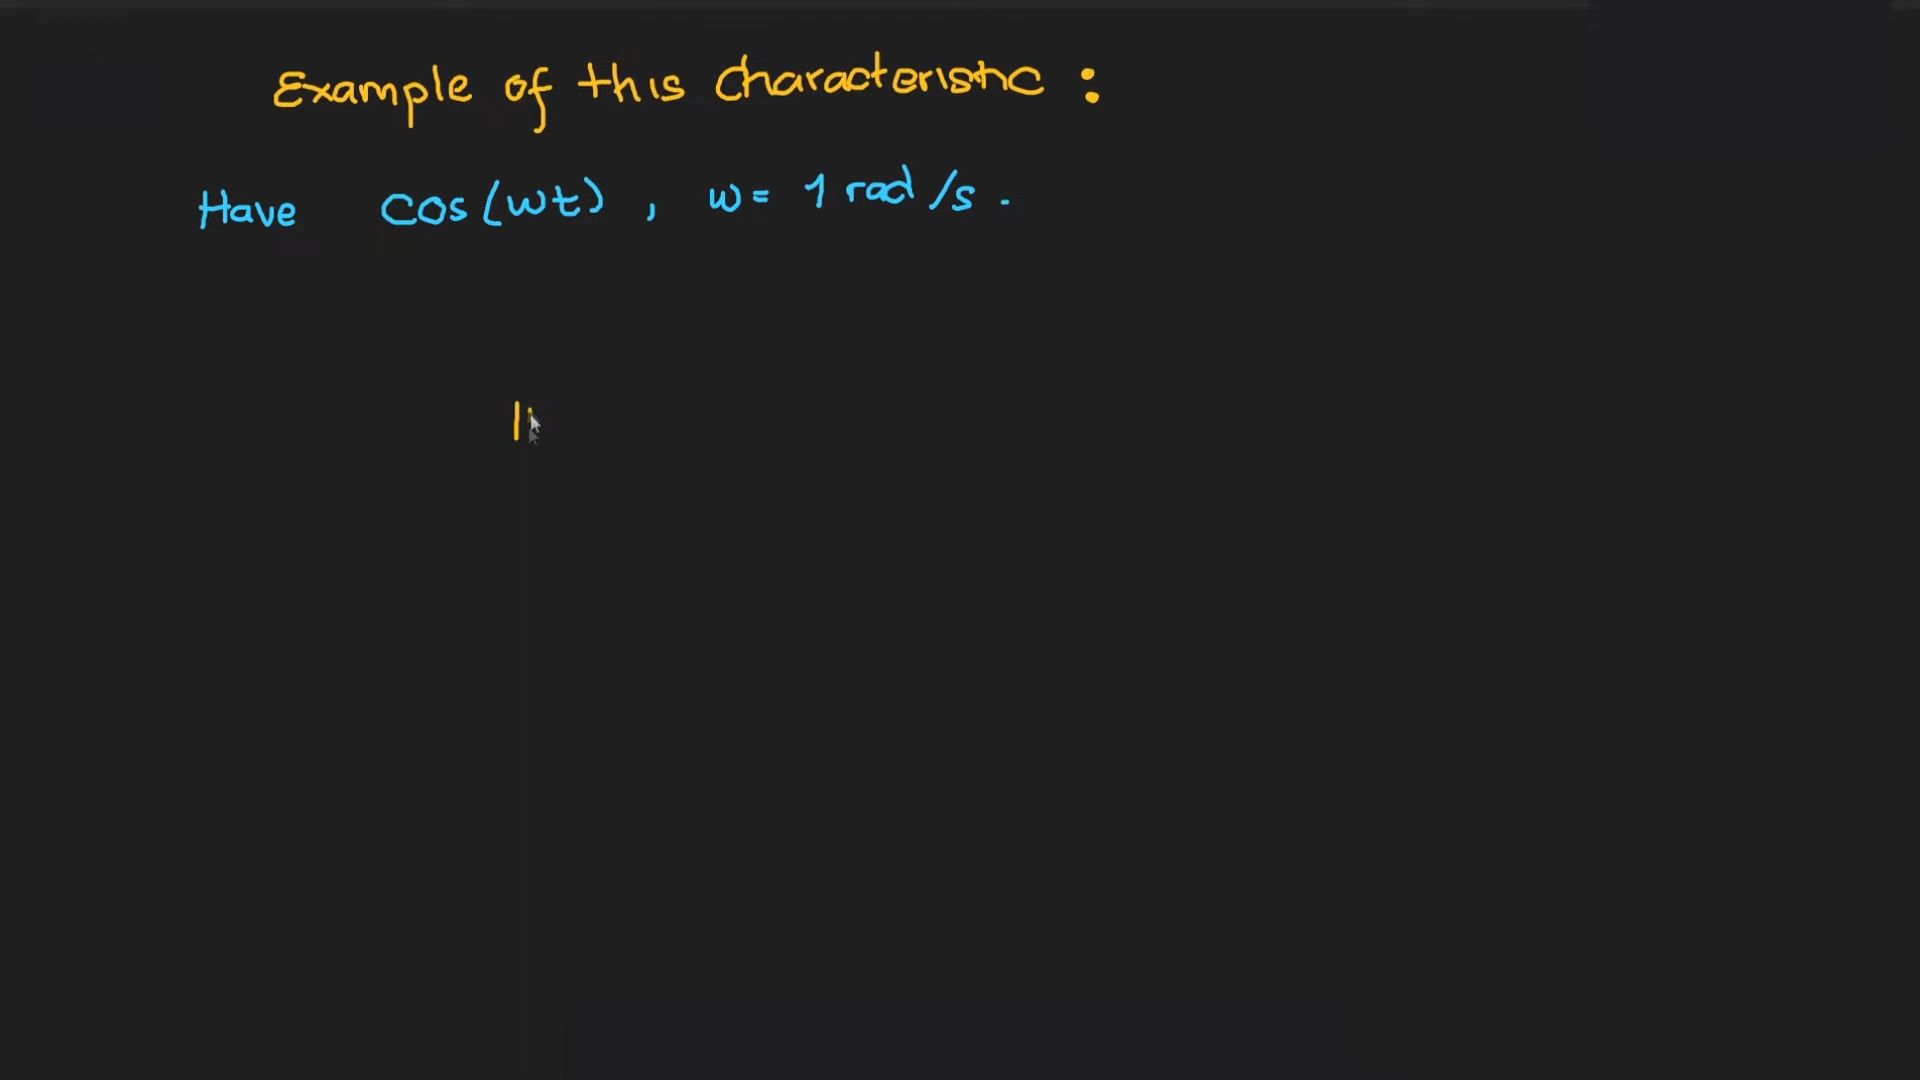 Example of this characteristic :
Have cos(wt) , w = 1 rad/s .